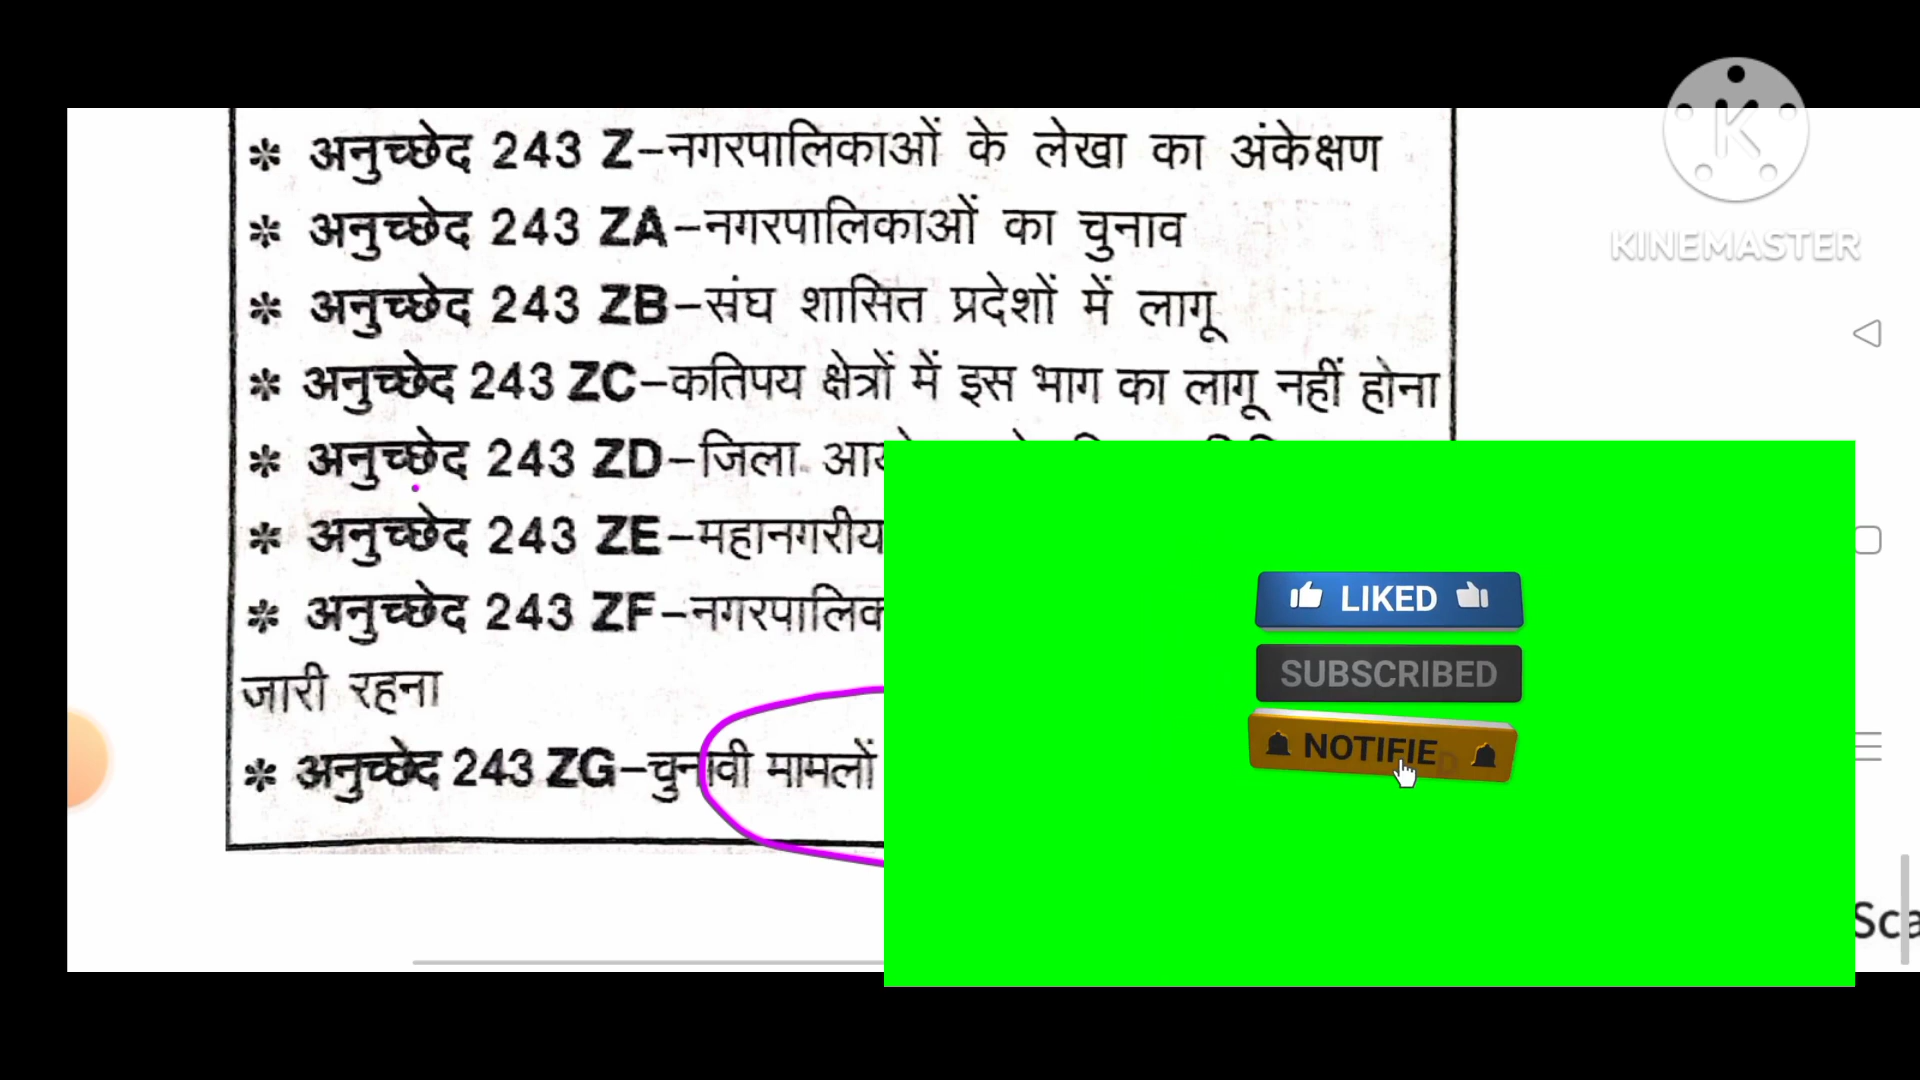 * अनुच्छेद 243 Z–नगरपालिकाओं के लेखा का अंकेक्षण
* अनुच्छेद 243 ZA–नगरपालिकाओं का चुनाव
* अनुच्छेद 243 ZB–संघ शासित प्रदेशों में लागू
* अनुच्छेद 243 ZC–कतिपय क्षेत्रों में इस भाग का लागू नहीं होना
* अनुच्छेद 243 ZD–जिला
* अनुच्छेद 243 ZE–महानगरीय
* अनुच्छेद 243 ZF–
जारी रहना
* अनुच्छेद 243 ZG–चुनावी मामलों
K
KINEMASTER
LIKED
SUBSCRIBED
NOTIFIED